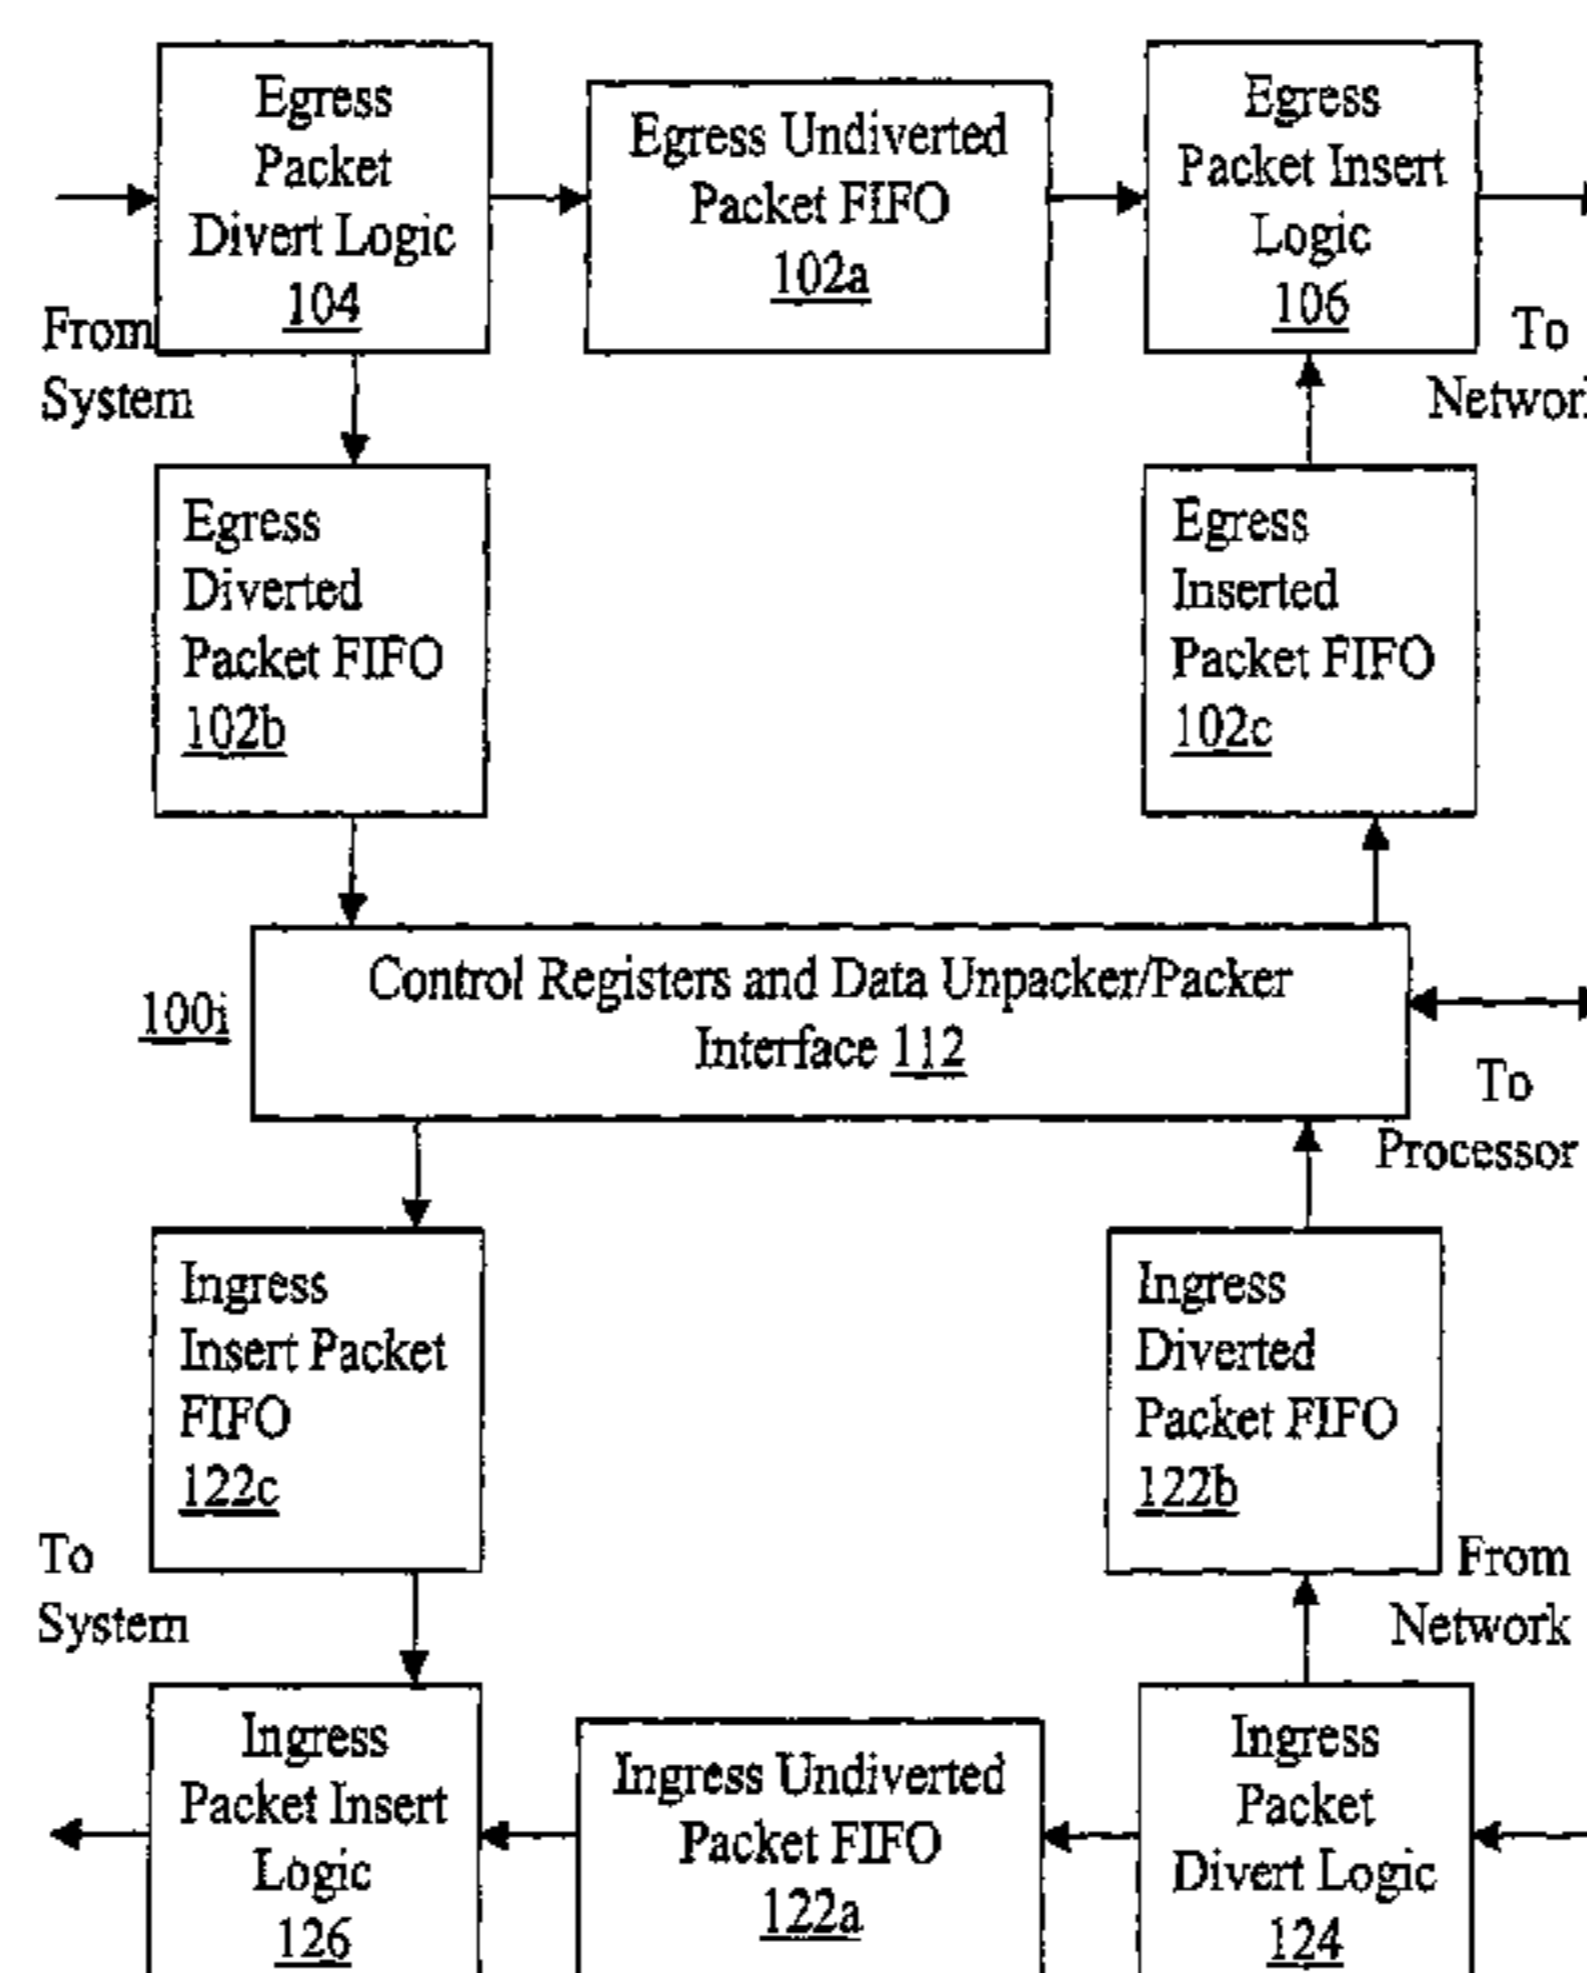 Egress
Packet
Divert Logic
104
Egress Undiverted
Packet FIFO
102a
Egress
Packet Insert
Logic
106
From
System
To
Networ
Egress
Diverted
Packet FIFO
102b
Egress
Inserted
Packet FIFO
102c
100i
Control Registers and Data Unpacker/Packer
Interface 112
To
Processor
Ingress
Insert Packet
FIFO
122c
Ingress
Diverted
Packet FIFO
122b
To
System
From
Network
Ingress
Packet Insert
Logic
126
Ingress Undiverted
Packet FIFO
122a
Ingress
Packet
Divert Logic
124